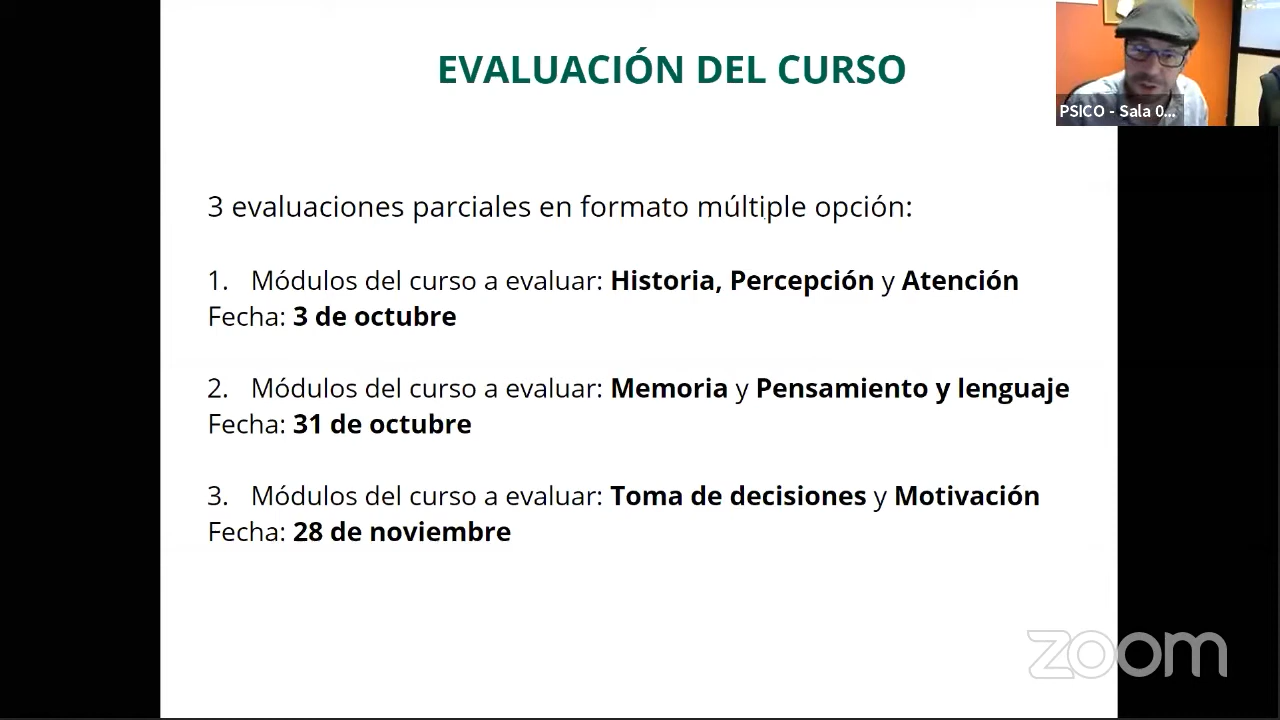 EVALUACIÓN DEL CURSO
PSICO - Sala 0...
3 evaluaciones parciales en formato múltiple opción:
1. Módulos del curso a evaluar: Historia, Percepción y Atención
Fecha: 3 de octubre
2. Módulos del curso a evaluar: Memoria y Pensamiento y lenguaje
Fecha: 31 de octubre
3. Módulos del curso a evaluar: Toma de decisiones y Motivación
Fecha: 28 de noviembre
zoom